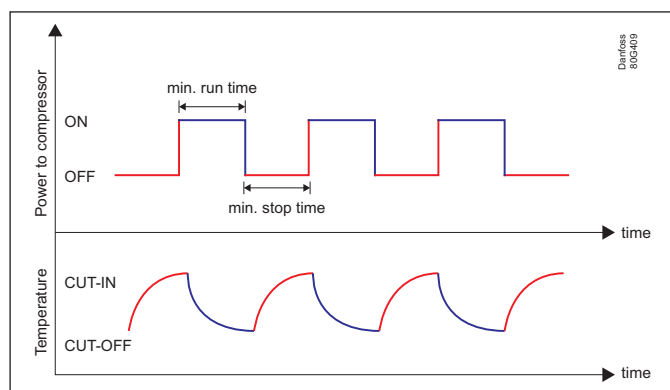 Danfoss
80G409
Power to compressor
min. run time
ON
OFF
min. stop time
time
Temperature
CUT-IN
CUT-OFF
time